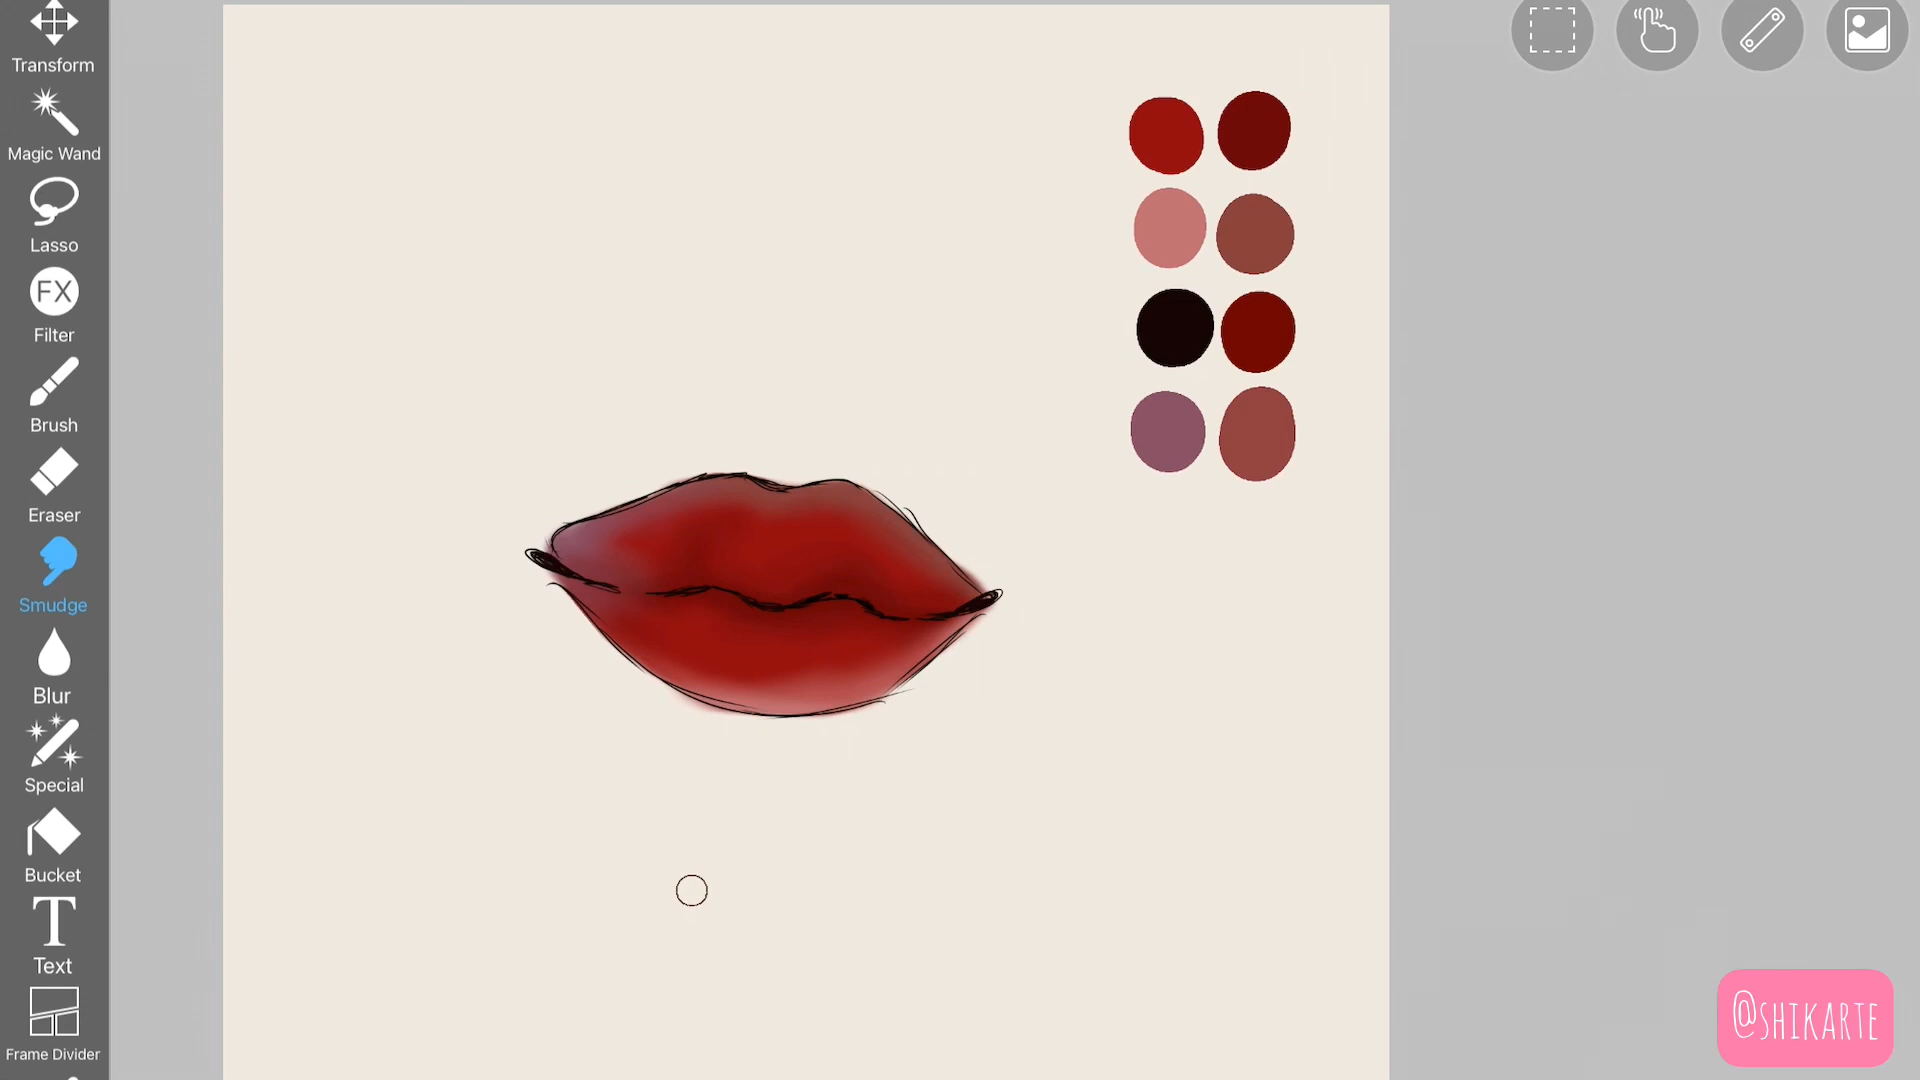 Transform
Magic Wand
Lasso
FX
Filter
Brush
Eraser
Smudge
Blur
Special
Bucket
T
Text
Frame Divider
@SHIKARTE